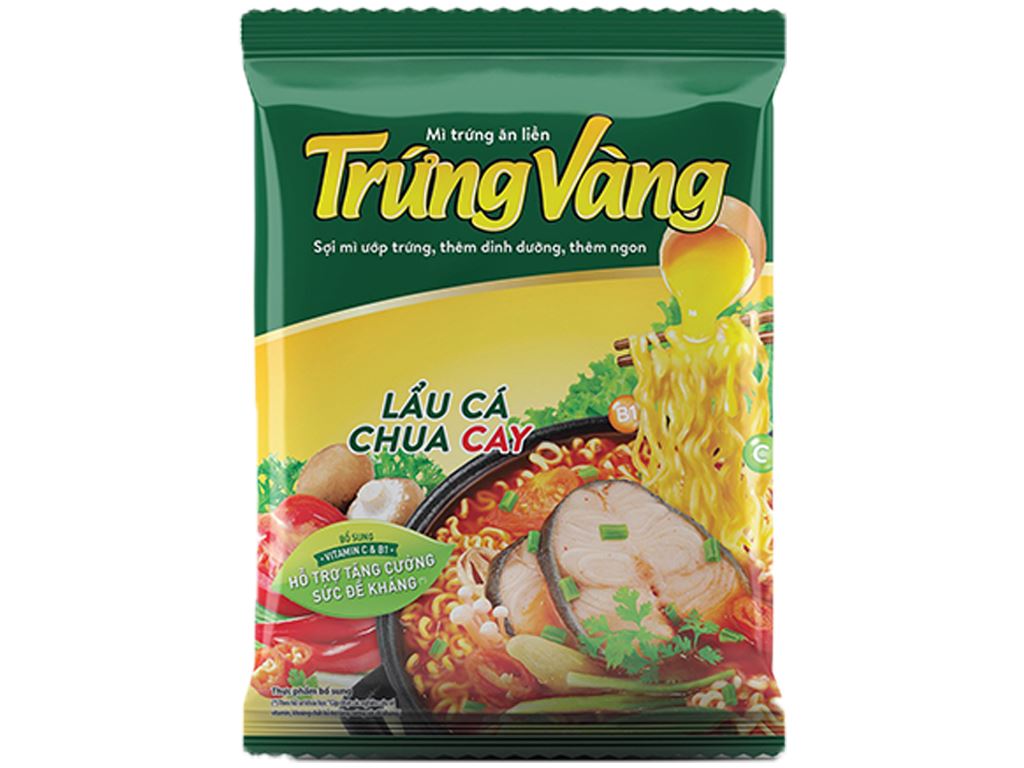 Mì trứng ăn liền
Trứng Vàng
Sợi mì ướp trứng, thêm dinh dưỡng, thêm ngon
LẨU CÁ
CHUA CAY
B1
C
BỔ SUNG
• VITAMIN C & B1 •
HỖ TRỢ TĂNG CƯỜNG
SỨC ĐỀ KHÁNG(*)
Thực phẩm bổ sung